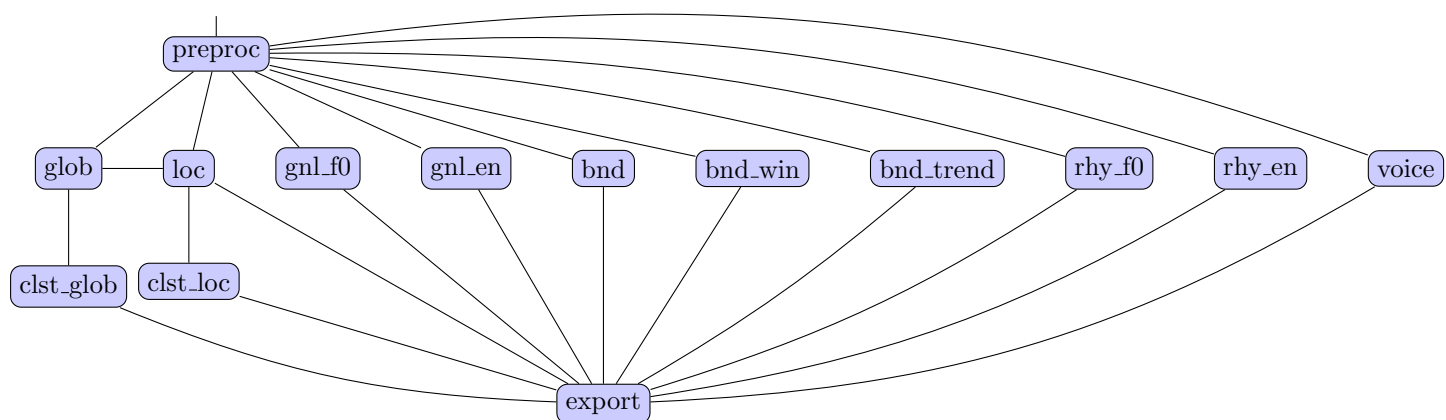 preproc
glob
loc
gnl_f0
gnl_en
bnd
bnd_win
bnd_trend
rhy_f0
rhy_en
voice
clst_glob
clst_loc
export